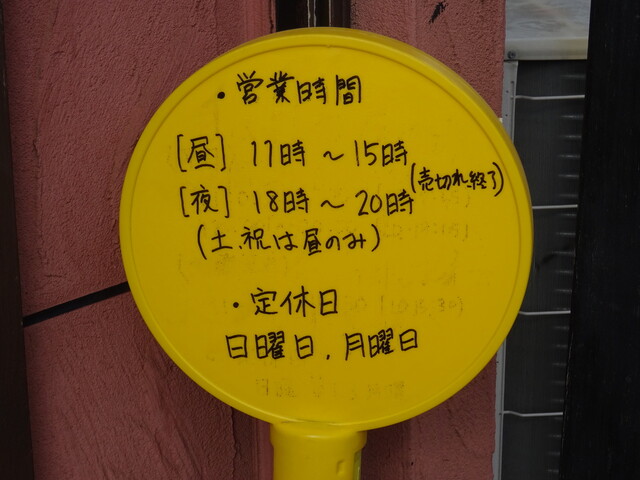 ・営業時間
[昼] 11時～15時
(売切れ終了)
[夜] 18時～20時
(土、祝は昼のみ)
・定休日
日曜日、月曜日